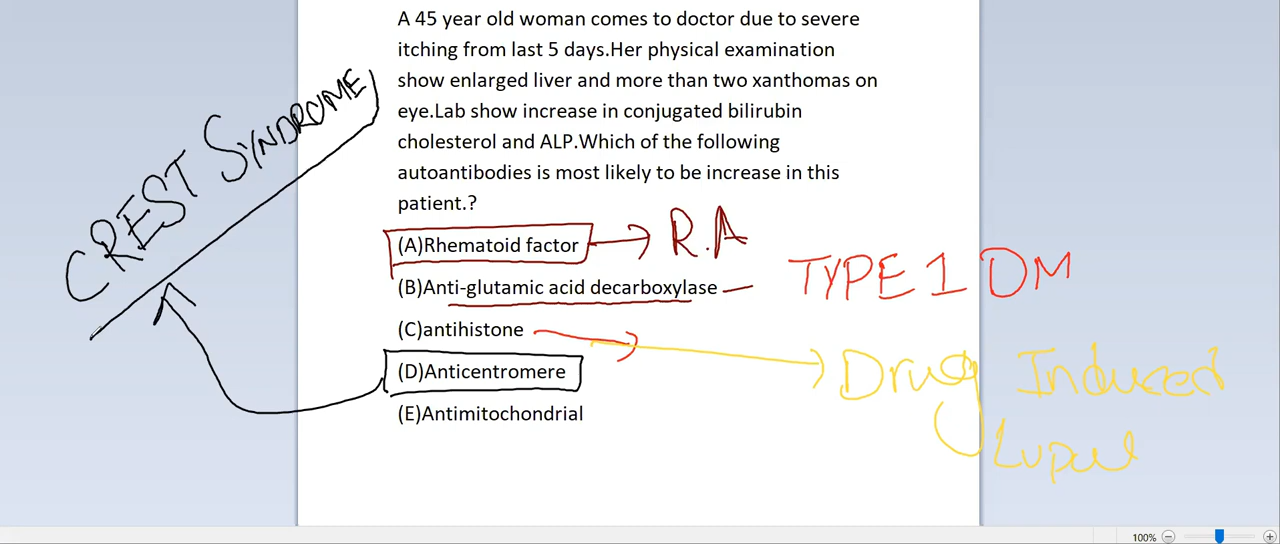 A 45 year old woman comes to doctor due to severe
itching from last 5 days.Her physical examination
show enlarged liver and more than two xanthomas on
eye.Lab show increase in conjugated bilirubin
cholesterol and ALP.Which of the following
autoantibodies is most likely to be increase in this
patient.?
CREST SYNDROME
(A)Rhematoid factor
R.A
(B)Anti-glutamic acid decarboxylase
TYPE 1 DM
(C)antihistone
Drug Induced
Lupus
(D)Anticentromere
(E)Antimitochondrial
100%